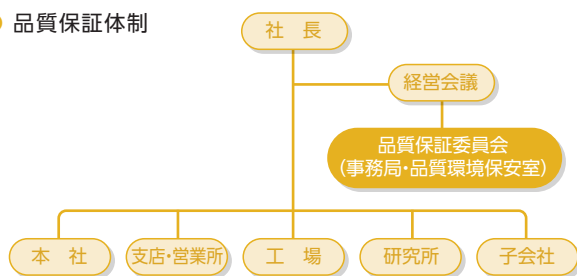 品質保証体制
社　長
経営会議
品質保証委員会
(事務局・品質環境保安室)
本　社
支店・営業所
工　場
研究所
子会社